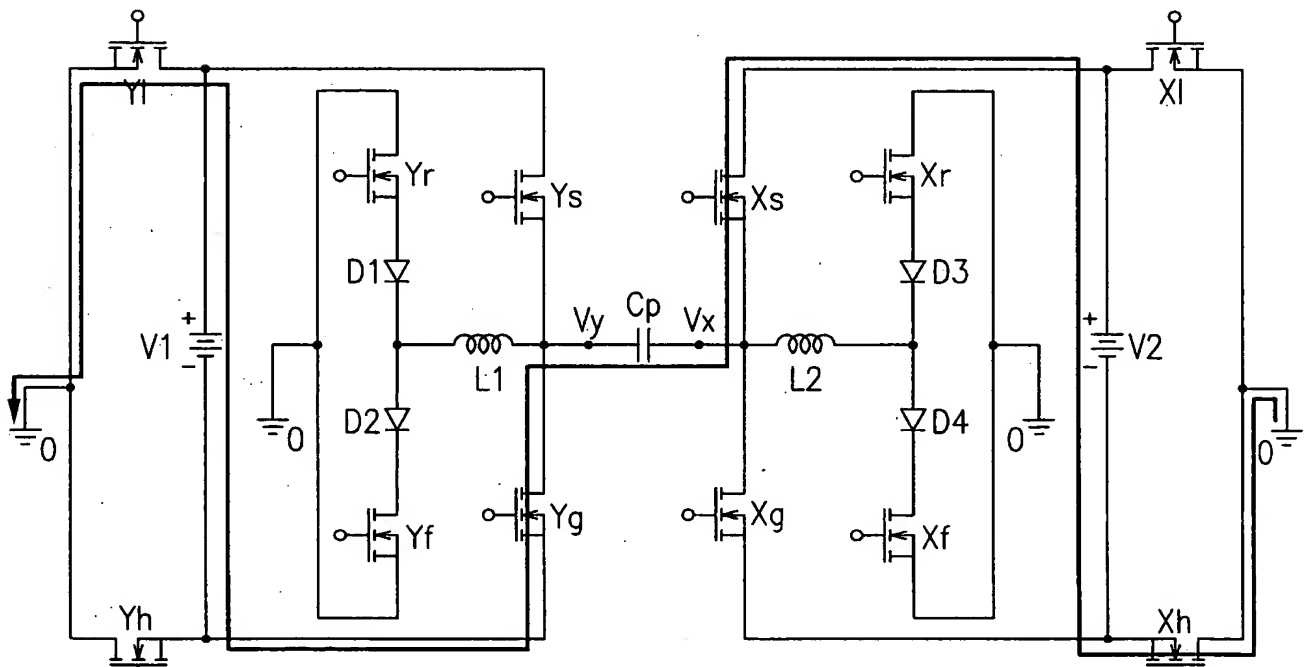 Yl
Xl
Yr
Ys
Xs
Xr
D1
D3
+
V1
-
Vy
Cp
Vx
+
V2
-
L1
L2
0
D2
0
D4
0
0
Yg
Yf
Xg
Xf
Yh
Xh